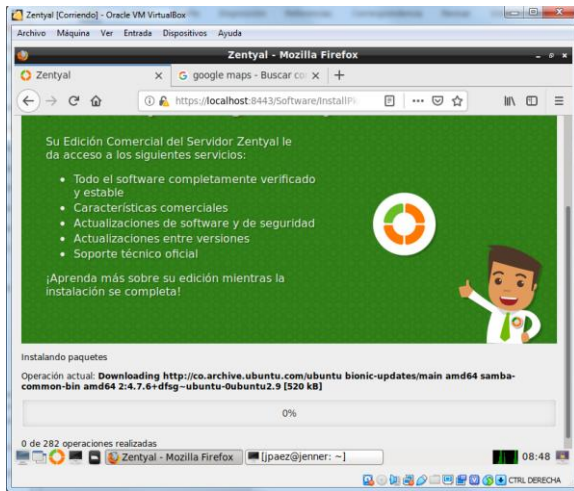 Zentyal [Corriendo] - Oracle VM VirtualBox
Archivo Máquina Ver Entrada Dispositivos Ayuda
Zentyal - Mozilla Firefox
Zentyal
google maps - Buscar co
https://localhost:8443/Software/InstallPk
Su Edición Comercial del Servidor Zentyal le
da acceso a los siguientes servicios:
• Todo el software completamente verificado
y estable
• Características comerciales
• Actualizaciones de software y de seguridad
• Actualizaciones entre versiones
• Soporte técnico oficial
¡Aprenda más sobre su edición mientras la
instalación se completa!
Instalando paquetes
Operación actual: Downloading http://co.archive.ubuntu.com/ubuntu bionic-updates/main amd64 samba-
common-bin amd64 2:4.7.6+dfsg~ubuntu-0ubuntu2.9 [520 kB]
0%
0 de 282 operaciones realizadas
Zentyal - Mozilla Firefox
[jpaez@jenner: ~]
08:48
CTRL DERECHA